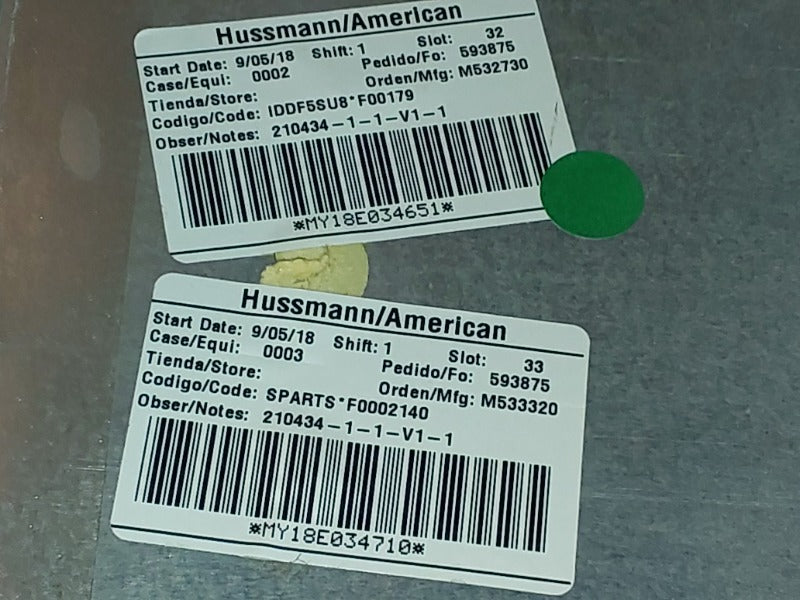 Hussmann/American
Start Date: 9/05/18 Shift: 1 Slot: 32
Case/Equi: 0002 Pedido/Fo: 593875
Tienda/Store: Orden/Mfg: M532730
Codigo/Code: IDDF5SU8*F00179
Obser/Notes: 210434-1-1-V1-1
*MY18E034651*
Hussmann/American
Start Date: 9/05/18 Shift: 1 Slot: 33
Case/Equi: 0003 Pedido/Fo: 593875
Tienda/Store: Orden/Mfg: M533320
Codigo/Code: SPARTS*F0002140
Obser/Notes: 210434-1-1-V1-1
*MY18E034710*